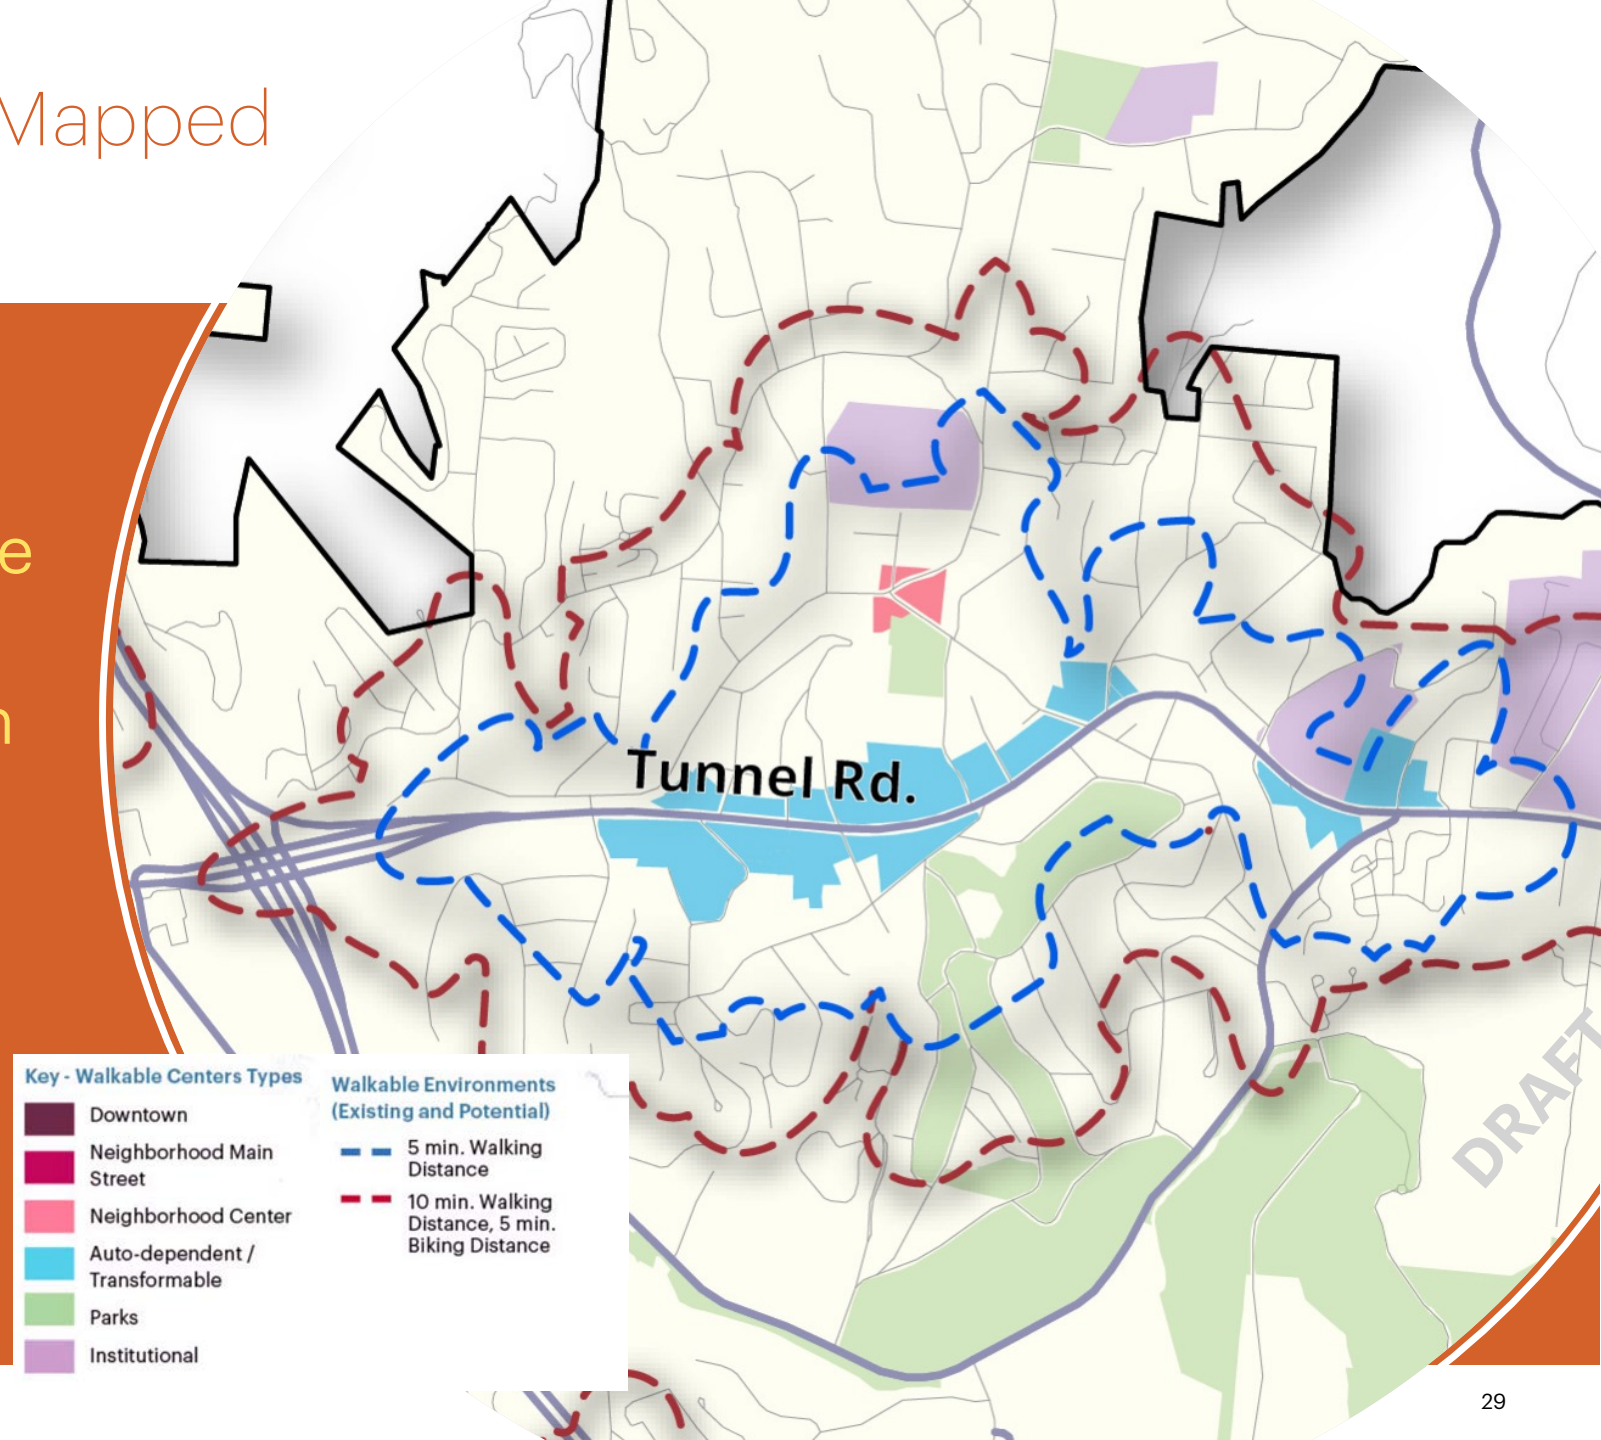 Mapped
e
n
Tunnel Rd.
DRAFT
Key - Walkable Centers Types
Downtown
Neighborhood Main
Street
Neighborhood Center
Auto-dependent /
Transformable
Parks
Institutional
Walkable Environments
(Existing and Potential)
5 min. Walking
Distance
10 min. Walking
Distance, 5 min.
Biking Distance
29